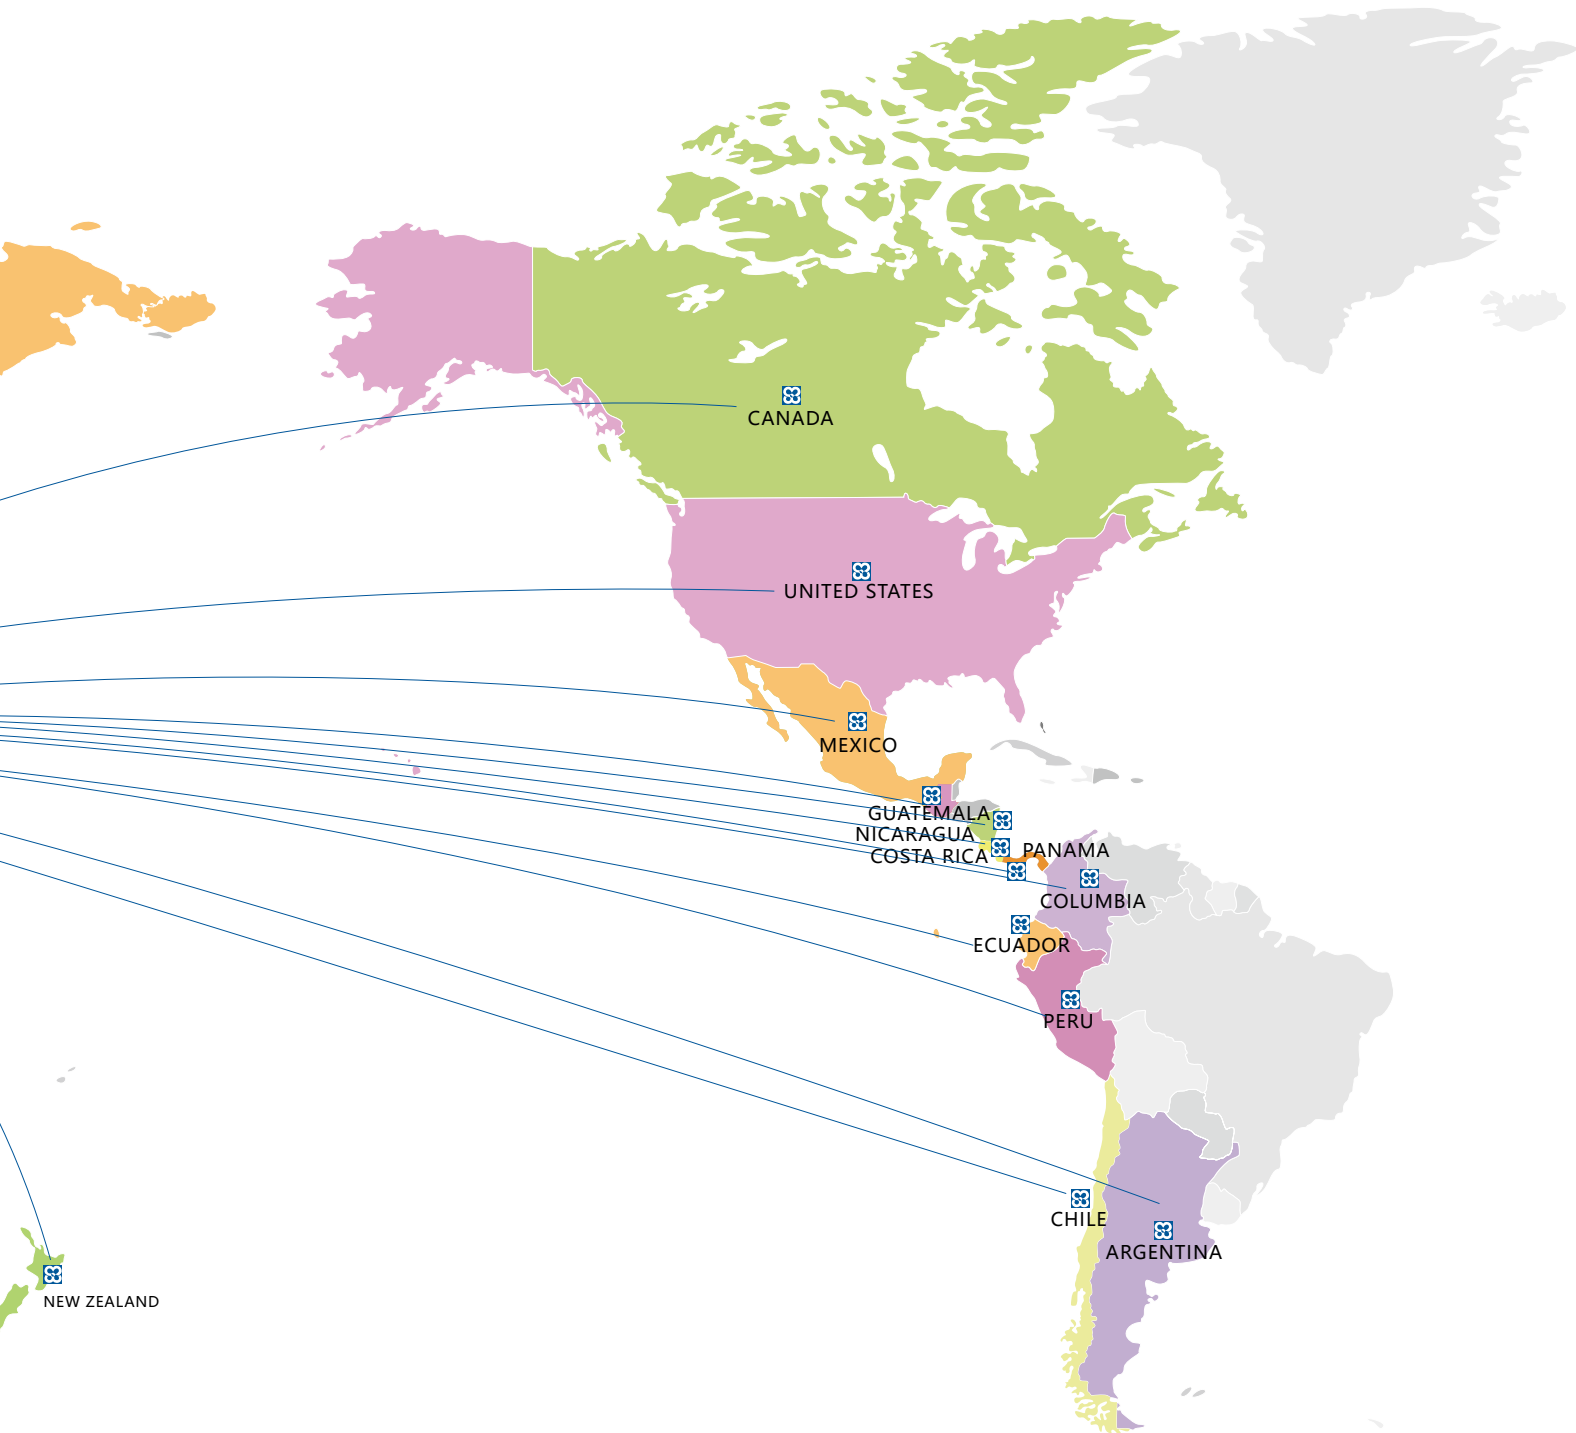 CANADA
UNITED STATES
MEXICO
GUATEMALA
NICARAGUA
COSTA RICA
PANAMA
COLUMBIA
ECUADOR
PERU
CHILE
ARGENTINA
NEW ZEALAND